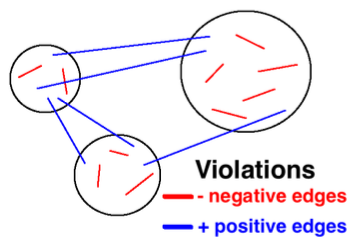 Violations
- negative edges
+ positive edges